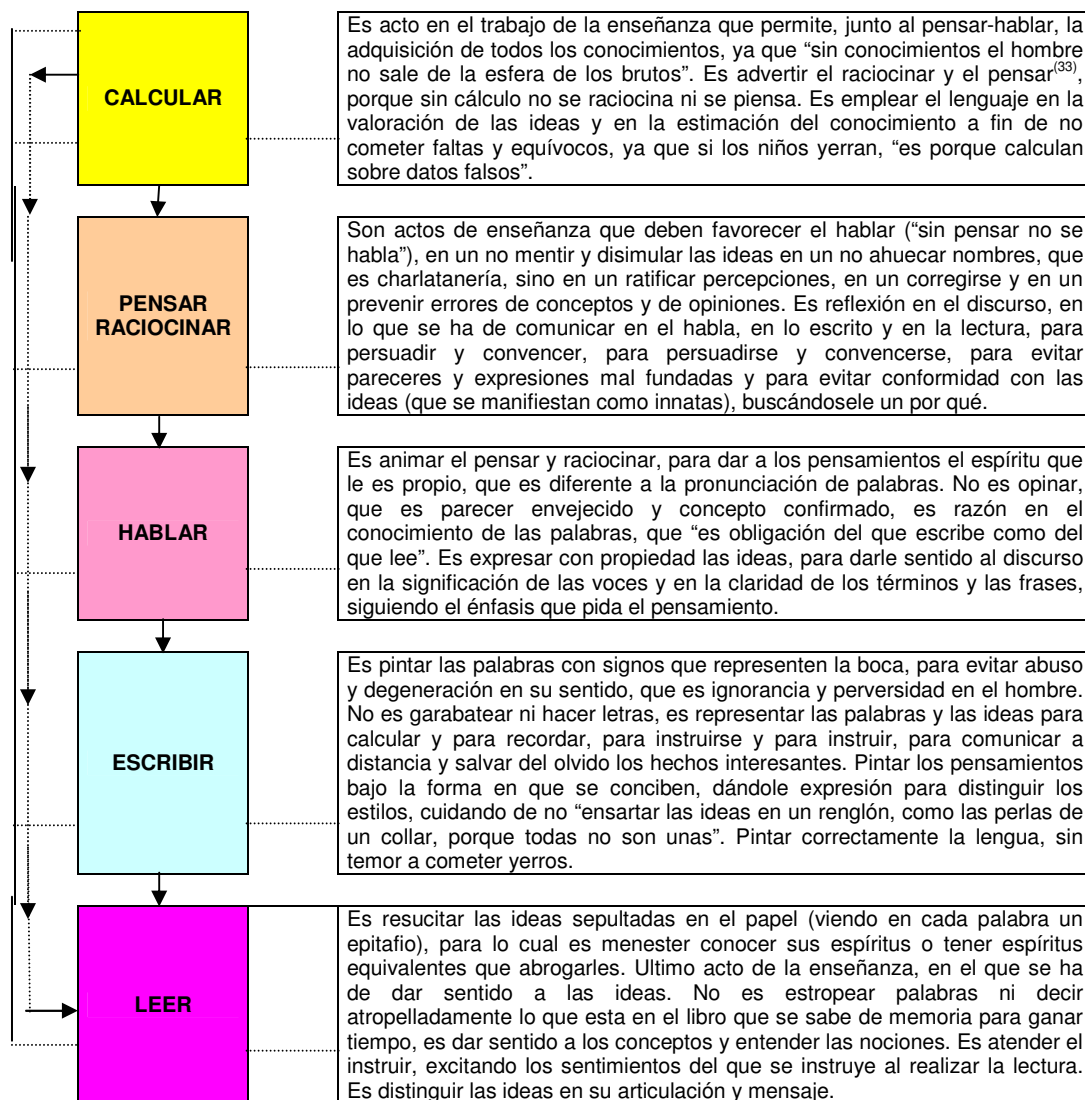 CALCULAR
Es acto en el trabajo de la enseñanza que permite, junto al pensar-hablar, la
adquisición de todos los conocimientos, ya que “sin conocimientos el hombre
no sale de la esfera de los brutos”. Es advertir el raciocinar y el pensar(33),
porque sin cálculo no se raciocina ni se piensa. Es emplear el lenguaje en la
valoración de las ideas y en la estimación del conocimiento a fin de no
cometer faltas y equívocos, ya que si los niños yerran, “es porque calculan
sobre datos falsos”.
PENSAR
RACIOCINAR
Son actos de enseñanza que deben favorecer el hablar (“sin pensar no se
habla”), en un no mentir y disimular las ideas en un no ahuecar nombres, que
es charlatanería, sino en un ratificar percepciones, en un corregirse y en un
prevenir errores de conceptos y de opiniones. Es reflexión en el discurso, en
lo que se ha de comunicar en el habla, en lo escrito y en la lectura, para
persuadir y convencer, para persuadirse y convencerse, para evitar
pareceres y expresiones mal fundadas y para evitar conformidad con las
ideas (que se manifiestan como innatas), buscándosele un por qué.
HABLAR
Es animar el pensar y raciocinar, para dar a los pensamientos el espíritu que
le es propio, que es diferente a la pronunciación de palabras. No es opinar,
que es parecer envejecido y concepto confirmado, es razón en el
conocimiento de las palabras, que “es obligación del que escribe como del
que lee”. Es expresar con propiedad las ideas, para darle sentido al discurso
en la significación de las voces y en la claridad de los términos y las frases,
siguiendo el énfasis que pida el pensamiento.
ESCRIBIR
Es pintar las palabras con signos que representen la boca, para evitar abuso
y degeneración en su sentido, que es ignorancia y perversidad en el hombre.
No es garabatear ni hacer letras, es representar las palabras y las ideas para
calcular y para recordar, para instruirse y para instruir, para comunicar a
distancia y salvar del olvido los hechos interesantes. Pintar los pensamientos
bajo la forma en que se conciben, dándole expresión para distinguir los
estilos, cuidando de no “ensartar las ideas en un renglón, como las perlas de
un collar, porque todas no son unas”. Pintar correctamente la lengua, sin
temor a cometer yerros.
LEER
Es resucitar las ideas sepultadas en el papel (viendo en cada palabra un
epitafio), para lo cual es menester conocer sus espíritus o tener espíritus
equivalentes que abrogarles. Ultimo acto de la enseñanza, en el que se ha
de dar sentido a las ideas. No es estropear palabras ni decir
atropelladamente lo que esta en el libro que se sabe de memoria para ganar
tiempo, es dar sentido a los conceptos y entender las nociones. Es atender el
instruir, excitando los sentimientos del que se instruye al realizar la lectura.
Es distinguir las ideas en su articulación y mensaje.